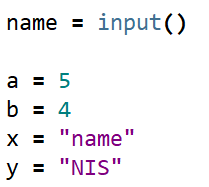 name = input()
a = 5
b = 4
x = "name"
y = "NIS"